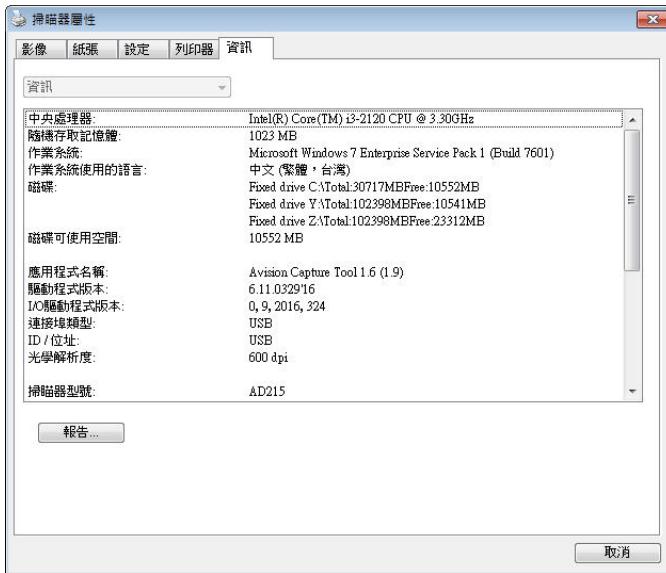 掃瞄器屬性
影像 紙張 設定 列印器 資訊
資訊
中央處理器: Intel(R) Core(TM) i3-2120 CPU @ 3.30GHz
隨機存取記憶體: 1023 MB
作業系統: Microsoft Windows 7 Enterprise Service Pack 1 (Build 7601)
作業系統使用的語言: 中文 (繁體，台灣)
磁碟: Fixed drive C:\Total:30717MBFree:10552MB
Fixed drive Y:\Total:102398MBFree:10541MB
Fixed drive Z:\Total:102398MBFree:23312MB
磁碟可使用空間: 10552 MB
應用程式名稱: Avision Capture Tool 1.6 (1.9)
驅動程式版本: 6.11.0329'16
I/O驅動程式版本: 0, 9, 2016, 324
連接埠類型: USB
ID / 位址: USB
光學解析度: 600 dpi
掃瞄器型號: AD215
報告...
取消